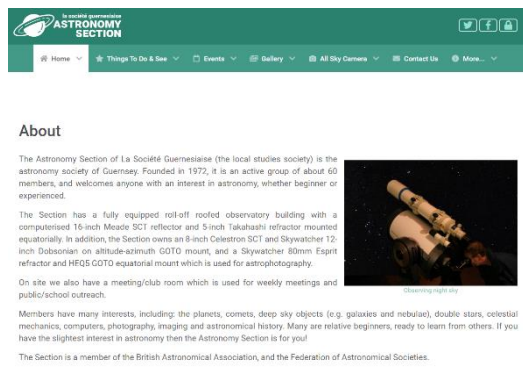 la société guernesiaise
ASTRONOMY
SECTION
Home
Things To Do & See
Events
Gallery
All Sky Camera
Contact Us
More...
About
The Astronomy Section of La Société Guernesiaise (the local studies society) is the
astronomy society of Guernsey. Founded in 1972, it is an active group of about 60
members, and welcomes anyone with an interest in astronomy, whether beginner or
experienced.
The Section has a fully equipped roll-off roofed observatory building with a
computerised 16-inch Meade SCT reflector and 5-inch Takahashi refractor mounted
equatorially. In addition, the Section owns an 8-inch Celestron SCT and Skywatcher 12-
inch Dobsonian on altitude-azimuth GOTO mount, and a Skywatcher 80mm Esprit
refractor and HEQ5 GOTO equatorial mount which is used for astrophotography.
Observing night sky
On site we also have a meeting/club room which is used for weekly meetings and
public/school outreach.
Members have many interests, including: the planets, comets, deep sky objects (e.g. galaxies and nebulae), double stars, celestial
mechanics, computers, photography, imaging and astronomical history. Many are relative beginners, ready to learn from others. If you
have the slightest interest in astronomy then the Astronomy Section is for you!
The Section is a member of the British Astronomical Association, and the Federation of Astronomical Societies.